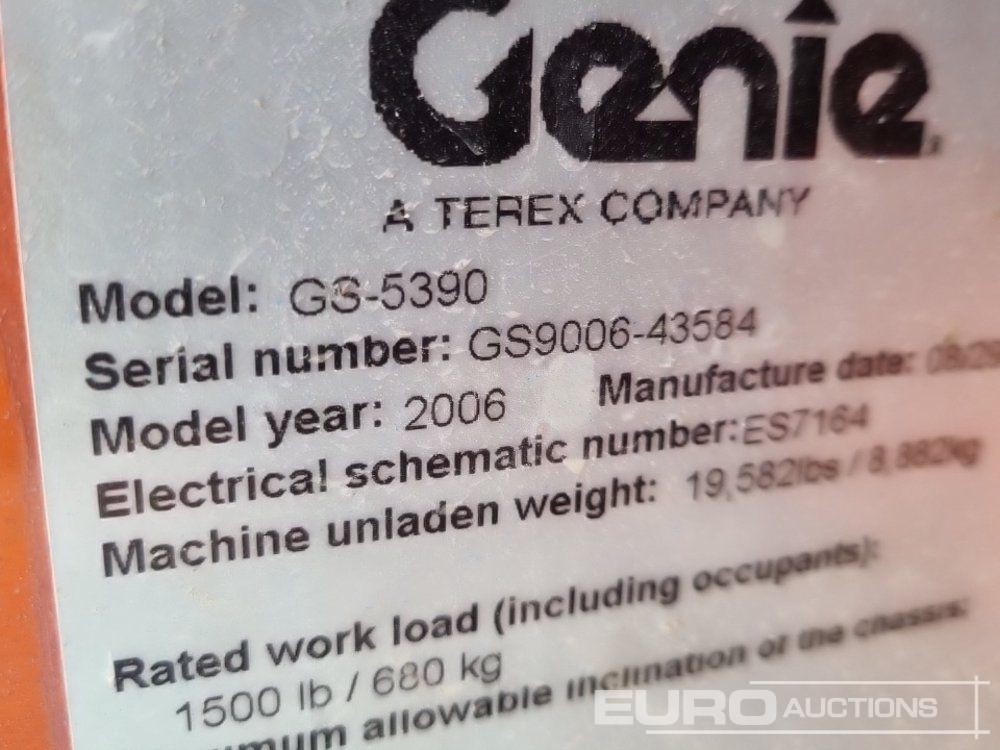 Genie
A TEREX COMPANY
Model: GS-5390
Serial number: GS9006-43584
Model year: 2006 Manufacture date:
Electrical schematic number:ES7164
Machine unladen weight: 19,582lbs / 8,882kg
Rated work load (including occupants):
1500 lb / 680 kg
allowable inclination of the chassis:
EURO AUCTIONS